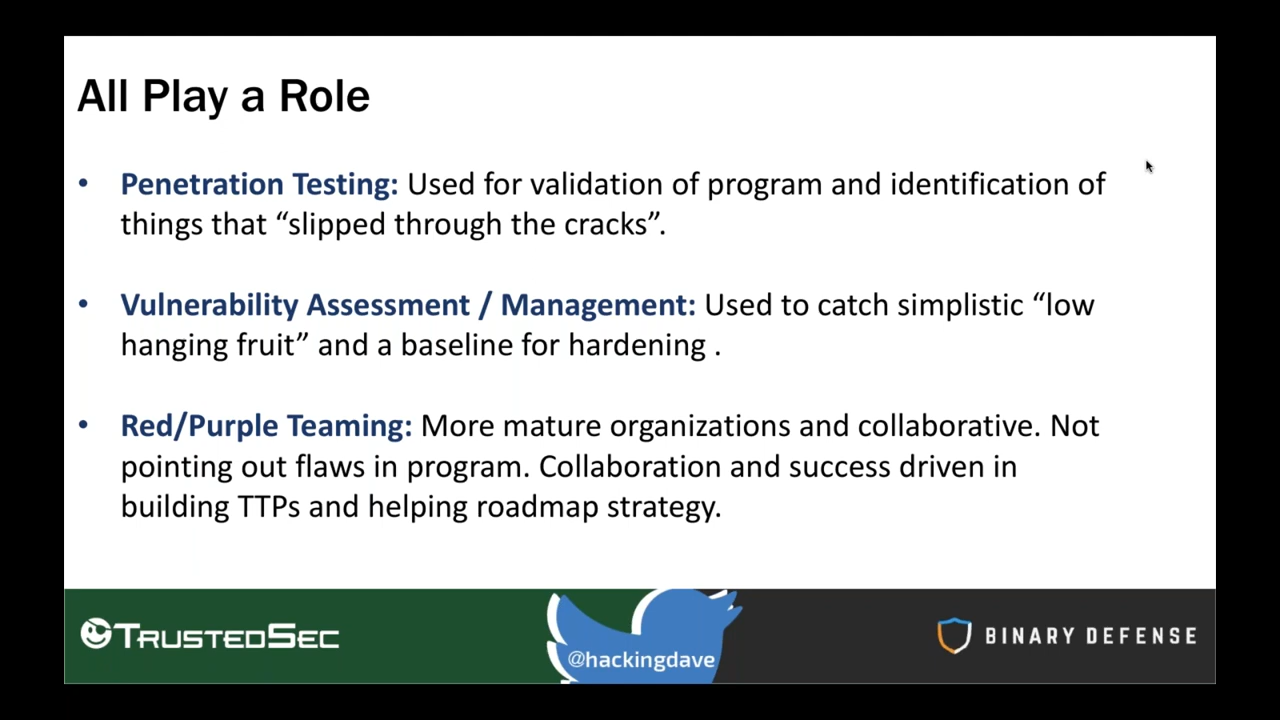 All Play a Role
• Penetration Testing: Used for validation of program and identification of
things that “slipped through the cracks”.
• Vulnerability Assessment / Management: Used to catch simplistic “low
hanging fruit” and a baseline for hardening .
• Red/Purple Teaming: More mature organizations and collaborative. Not
pointing out flaws in program. Collaboration and success driven in
building TTPs and helping roadmap strategy.
TRUSTEDSEC
@hackingdave
BINARY DEFENSE